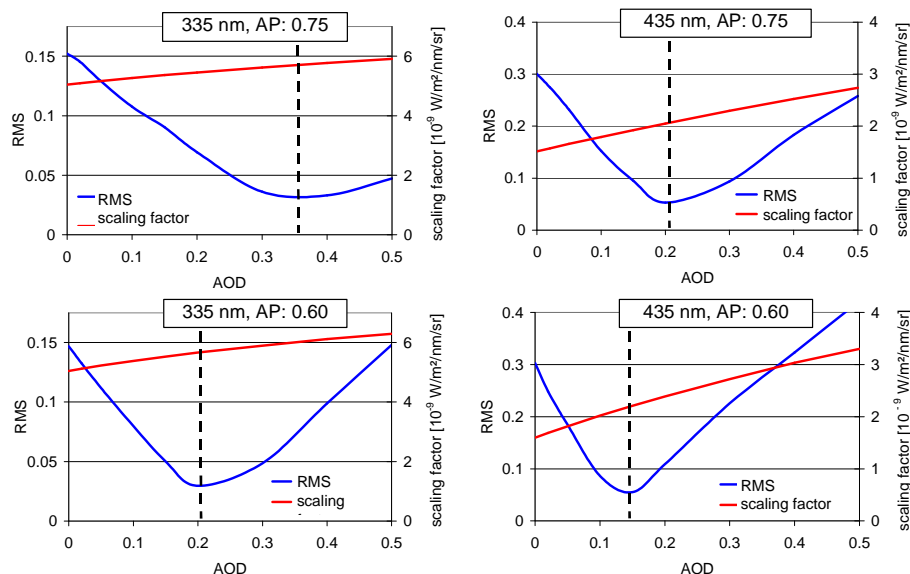 335 nm, AP: 0.75
0.15
0.1
0.05
0
RMS
6
4
2
0
scaling factor [10-9 W/m²/nm/sr]
RMS
scaling factor
0 0.1 0.2 0.3 0.4 0.5
AOD
435 nm, AP: 0.75
0.4
0.3
0.2
0.1
0
RMS
4
3
2
1
0
scaling factor [10-9 W/m²/nm/sr]
RMS
scaling factor
0 0.1 0.2 0.3 0.4 0.5
AOD
335 nm, AP: 0.60
0.15
0.1
0.05
0
RMS
6
4
2
0
scaling factor [10-9 W/m²/nm/sr]
RMS
scaling
0 0.1 0.2 0.3 0.4 0.5
AOD
435 nm, AP: 0.60
0.4
0.3
0.2
0.1
0
RMS
4
3
2
1
0
scaling factor [10-9 W/m²/nm/sr]
RMS
scaling factor
0 0.1 0.2 0.3 0.4 0.5
AOD